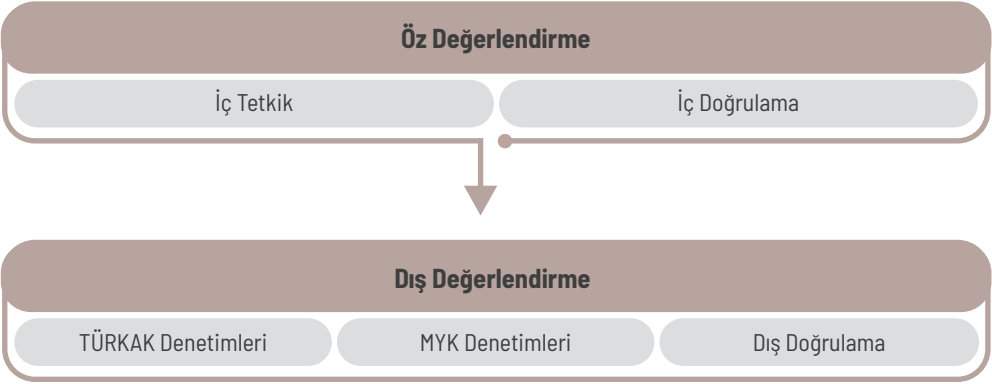 Öz Değerlendirme
İç Tetkik
İç Doğrulama
Dış Değerlendirme
TÜRKAK Denetimleri
MYK Denetimleri
Dış Doğrulama